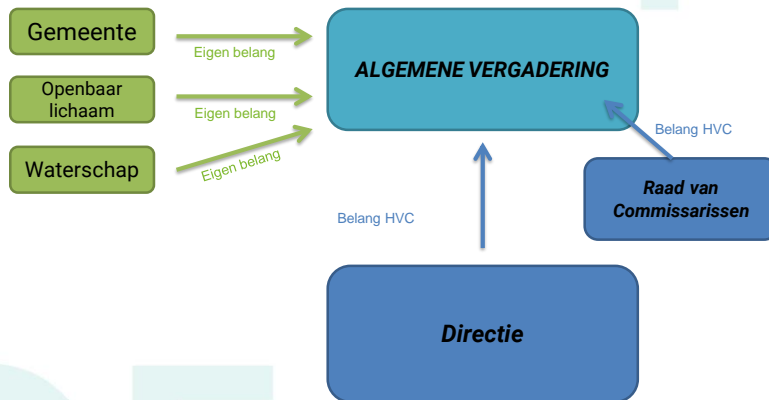 Gemeente
Eigen belang
ALGEMENE VERGADERING
Openbaar
lichaam
Eigen belang
Belang HVC
Waterschap
Eigen belang
Raad van
Commissarissen
Belang HVC
Directie